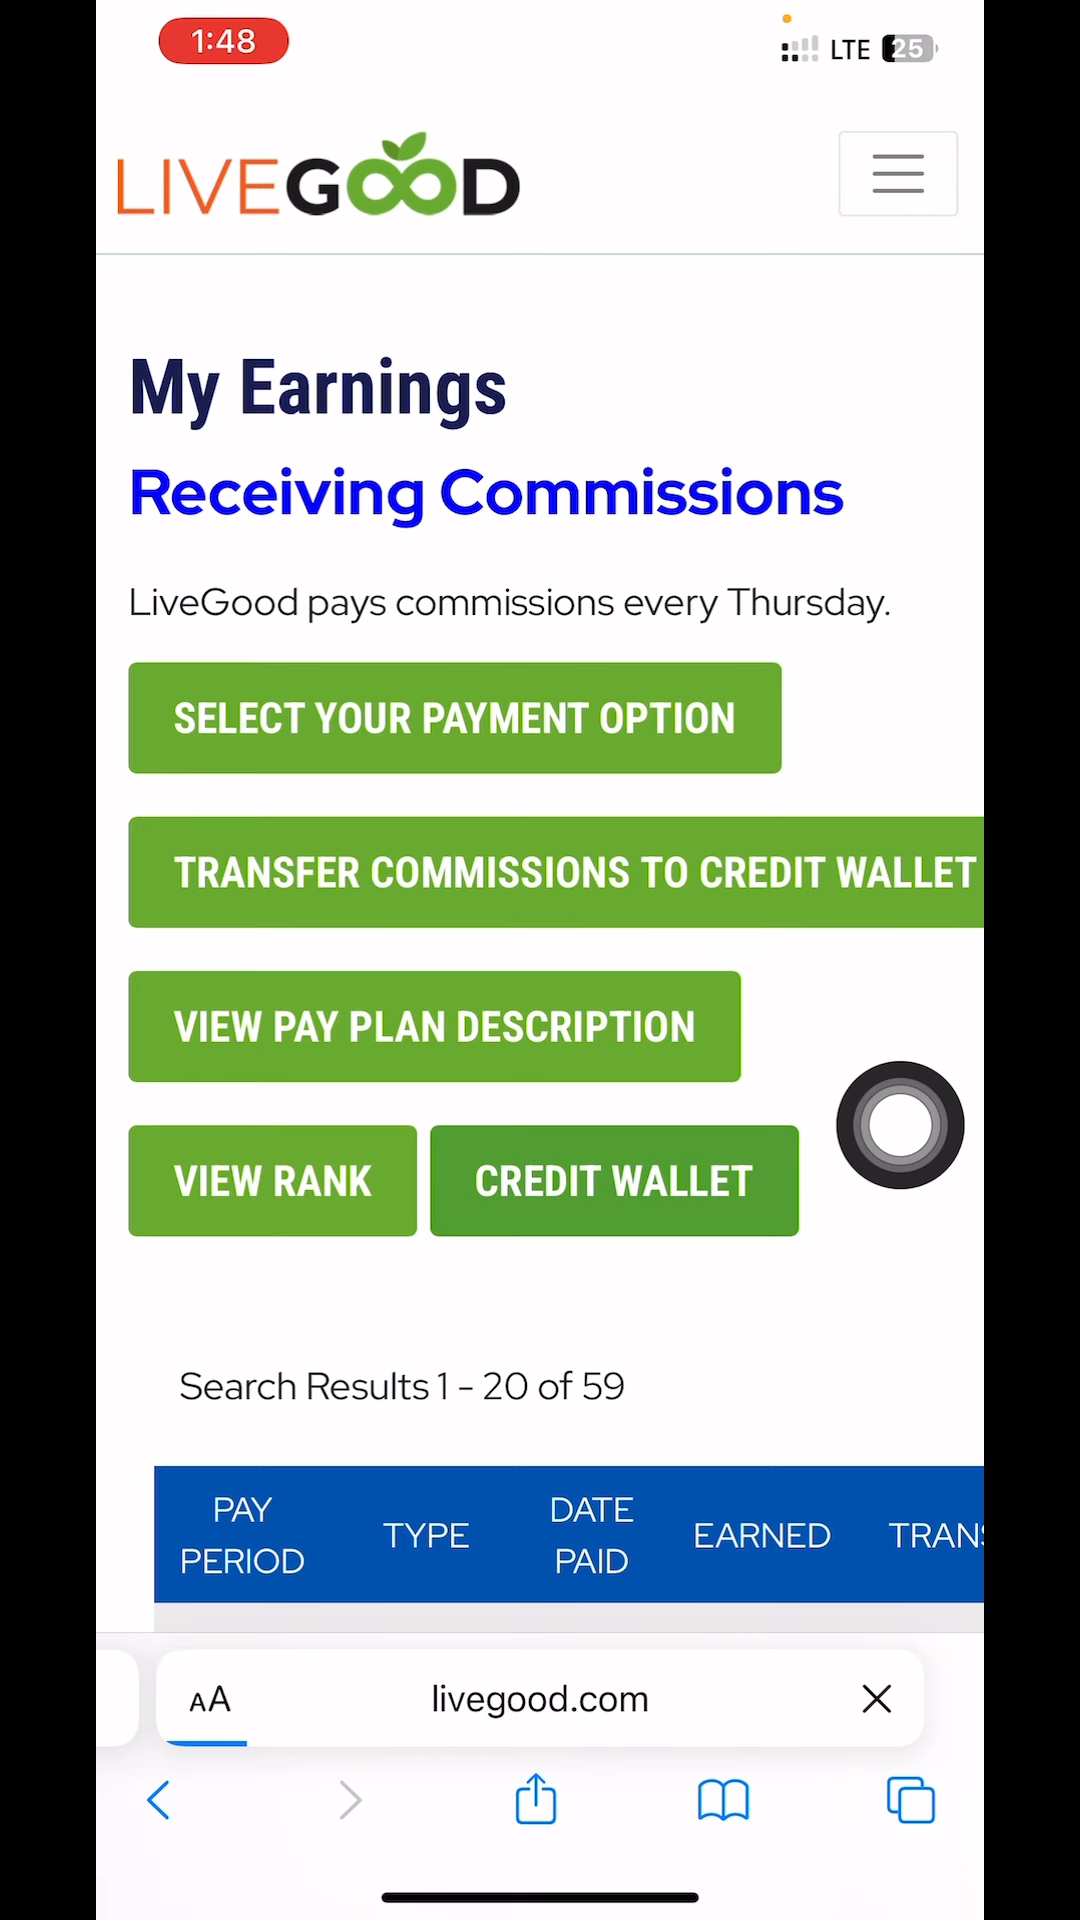 1:48
LTE 25
LIVEGOOD
My Earnings
Receiving Commissions
LiveGood pays commissions every Thursday.
SELECT YOUR PAYMENT OPTION
TRANSFER COMMISSIONS TO CREDIT WALLET
VIEW PAY PLAN DESCRIPTION
VIEW RANK CREDIT WALLET
Search Results 1 - 20 of 59
PAY PERIOD TYPE DATE PAID EARNED TRANS
AA livegood.com